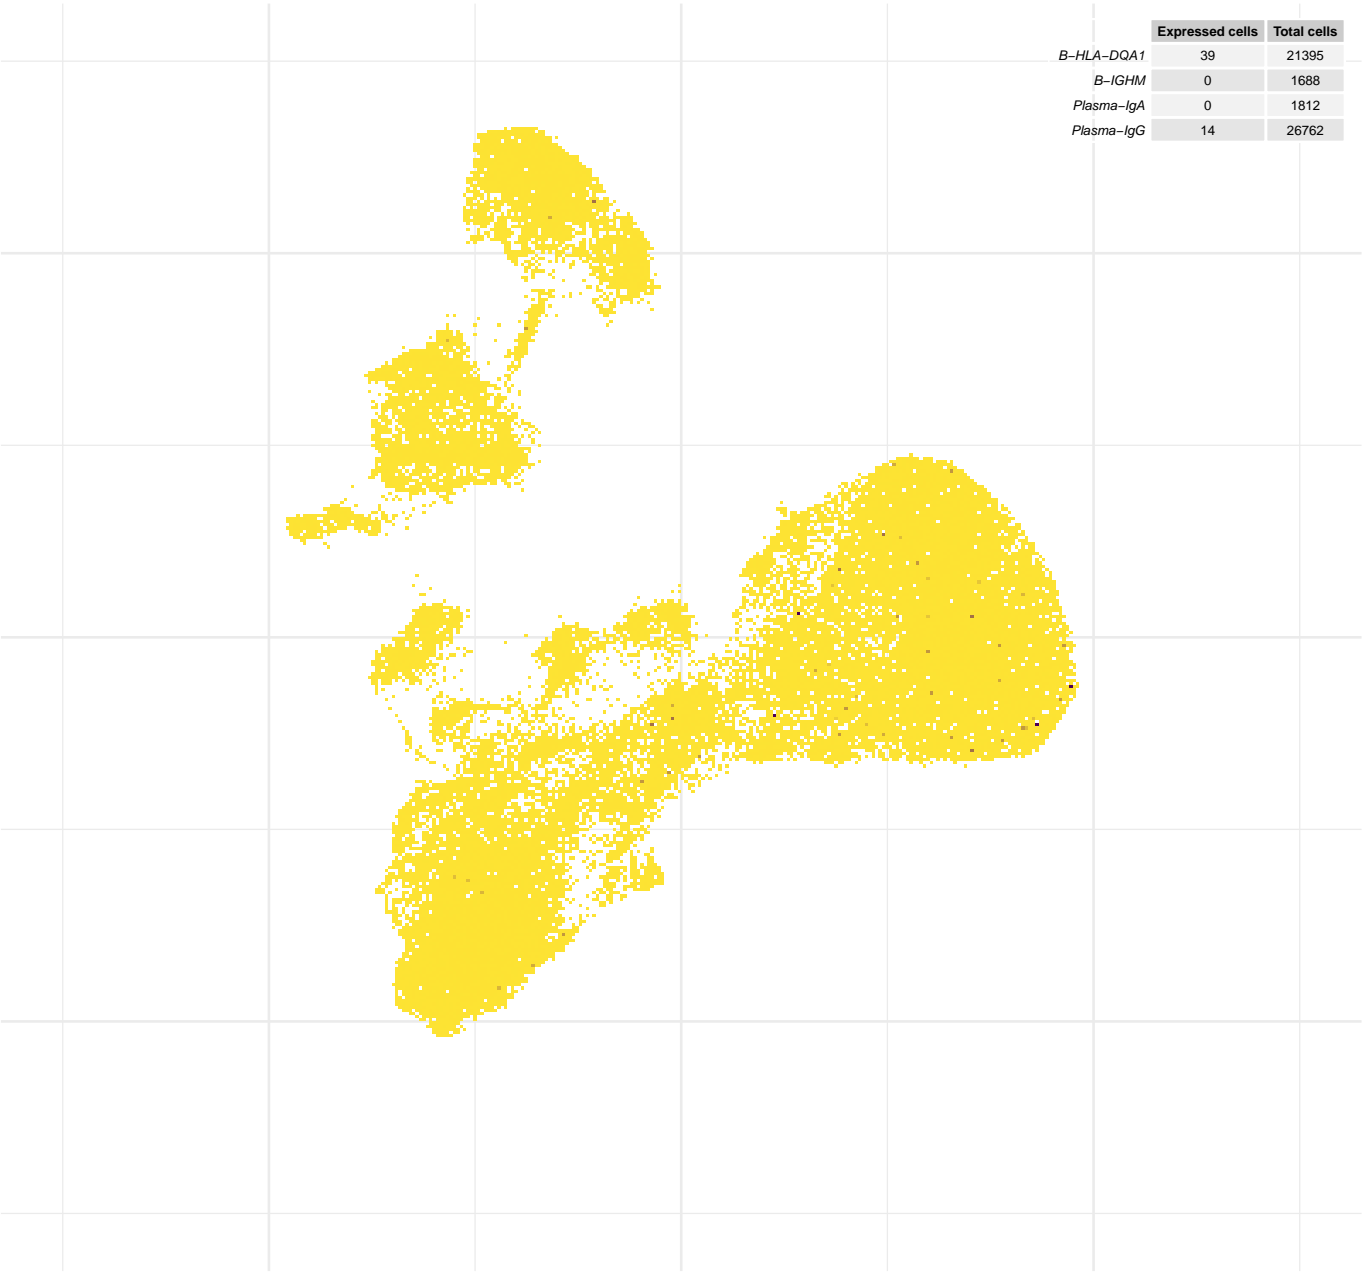 Expressed cells Total cells
B−HLA−DQA1 39 21395
B−IGHM 0 1688
Plasma−IgA 0 1812
Plasma−IgG 14 26762